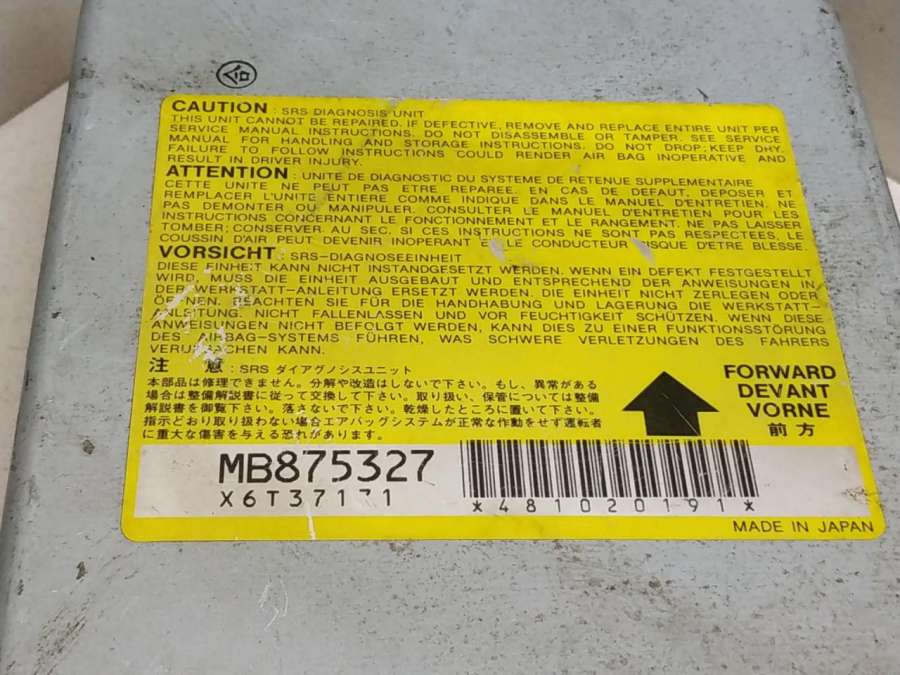 CAUTION : SRS DIAGNOSIS UNIT
THIS UNIT CANNOT BE REPAIRED. IF DEFECTIVE, REMOVE AND REPLACE ENTIRE UNIT PER
SERVICE MANUAL INSTRUCTIONS. DO NOT DISASSEMBLE OR TAMPER. SEE SERVICE
MANUAL FOR HANDLING AND STORAGE INSTRUCTIONS. DO NOT DROP; KEEP DRY.
FAILURE TO FOLLOW INSTRUCTIONS COULD RENDER AIR BAG INOPERATIVE AND
RESULT IN DRIVER INJURY.
ATTENTION : UNITE DE DIAGNOSTIC DU SYSTEME DE RETENUE SUPPLEMENTAIRE
CETTE UNITE NE PEUT PAS ETRE REPAREE. EN CAS DE DEFAUT, DEPOSER ET
REMPLACER L'UNITE ENTIERE COMME INDIQUE DANS LE MANUEL D'ENTRETIEN. NE
PAS DEMONTER OU MANIPULER. CONSULTER LE MANUEL D'ENTRETIEN POUR LES
INSTRUCTIONS CONCERNANT LE FONCTIONNEMENT ET LE RANGEMENT. NE PAS LAISSER
TOMBER; CONSERVER. AU SEC. SI CES INSTRUCTIONS NE SONT PAS RESPECTEES, LE
COUSSIN D'AIR PEUT DEVENIR INOPERANT ET LE CONDUCTEUR RISQUE D'ETRE BLESSE.
VORSICHT : SRS-DIAGNOSEEINHEIT
DIESE EINHEIT KANN NICHT INSTANDGESETZT WERDEN. WENN EIN DEFEKT FESTGESTELLT
WIRD, MUSS DIE EINHEIT AUSGEBAUT UND ENTSPRECHEND DER ANWEISUNGEN IN
DER WERKSTATT-ANLEITUNG ERSETZT WERDEN. DIE EINHEIT NICHT ZERLEGEN ODER
ÖFFNEN. BEACHTEN SIE FÜR DIE HANDHABUNG UND LAGERUNG DIE WERKSTATT-
ANLEITUNG. NICHT FALLENLASSEN UND VOR FEUCHTIGKEIT SCHÜTZEN. WENN DIESE
ANWEISUNGEN NICHT BEFOLGT WERDEN, KANN DIES ZU EINER FUNKTIONSSTÖRUNG
DES AIRBAG-SYSTEMS FÜHREN, WAS SCHWERE VERLETZUNGEN DES FAHRERS
VERURSACHEN KANN.
注 意 : SRS ダイアグノシスユニット
本部品は修理できません。分解や改造はしないで下さい。もし、異常がある
場合は整備解説書に従って交換して下さい。取り扱い、保管については整備
解説書を御覧下さい。落さないで下さい。乾燥したところに置いて下さい。
指示どおり取り扱わない場合エアバッグシステムが正常な作動をせず運転者
に重大な傷害を与える恐れがあります。
FORWARD
DEVANT
VORNE
前方
MB875327
X6T37171
*4810200191*
MADE IN JAPAN